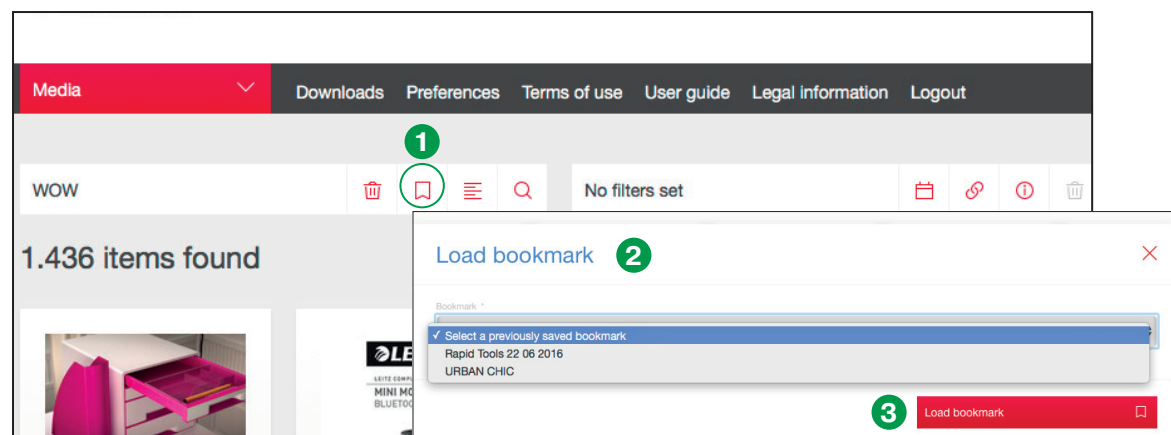 Media
Downloads Preferences Terms of use User guide Legal information Logout
1
WOW
No filters set
1.436 items found
Load bookmark 2
Bookmark *
✓ Select a previously saved bookmark
Rapid Tools 22 06 2016
URBAN CHIC
LE
MINI MO
BLUETOO
3 Load bookmark